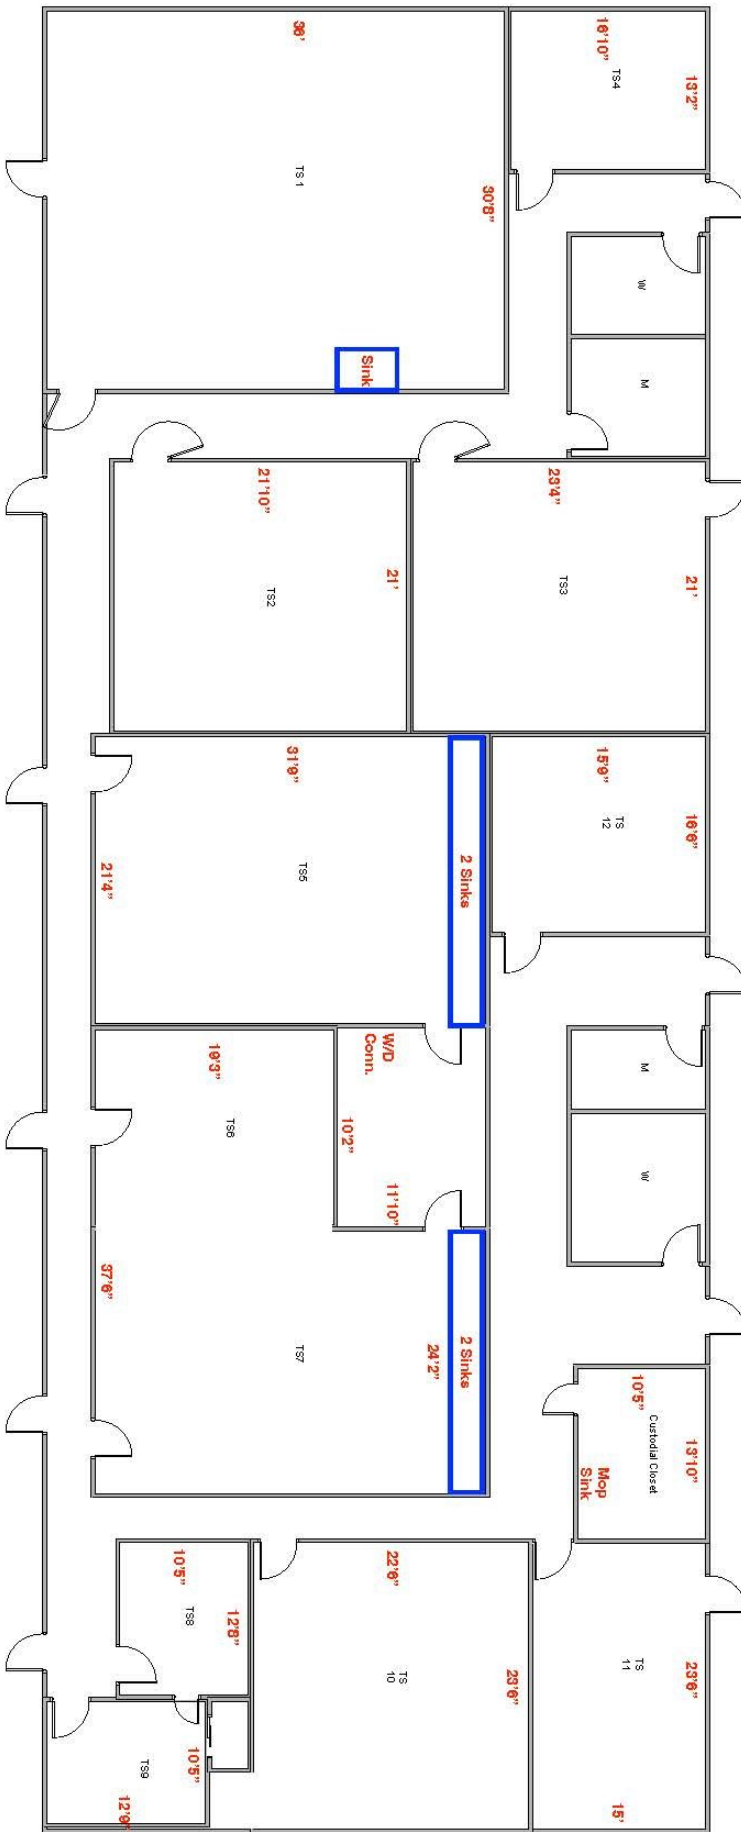 36'
16'10"
TS4
13'2"
TS 1
30'8"
Sink
W
M
21'10"
TS2
21'
23'4"
TS3
21'
31'9"
TS5
21'4"
2 Sinks
15'9"
TS
12
16'6"
19'3"
TS6
W/D
Conn.
10'2"
11'10"
M
W
37'6"
TS7
24'2"
2 Sinks
10'5"
Custodial Closet
13'10"
Mop
Sink
10'5"
TS8
12'8"
22'6"
TS
10
23'6"
TS
11
23'6"
15'
TS9
10'5"
12'9"